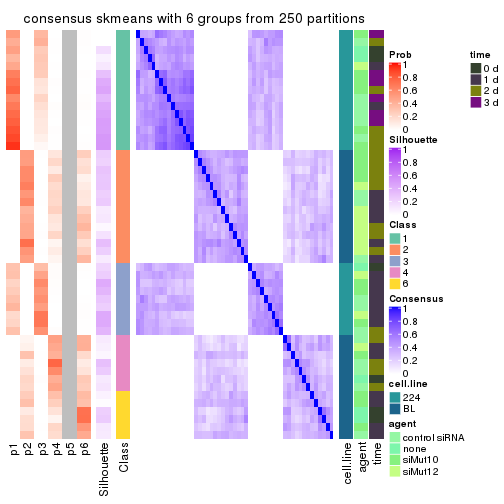 consensus skmeans with 6 groups from 250 partitions
Prob
1
0.8
0.6
0.4
0.2
0
time
0 d
1 d
2 d
3 d
Silhouette
1
0.8
0.6
0.4
0.2
0
Class
1
2
3
4
6
Consensus
1
0.8
0.6
0.4
0.2
0
cell.line
224
BL
agent
control siRNA
none
siMut10
siMut12
p1
p2
p3
p4
p5
p6
Silhouette
Class
cell.line
agent
time